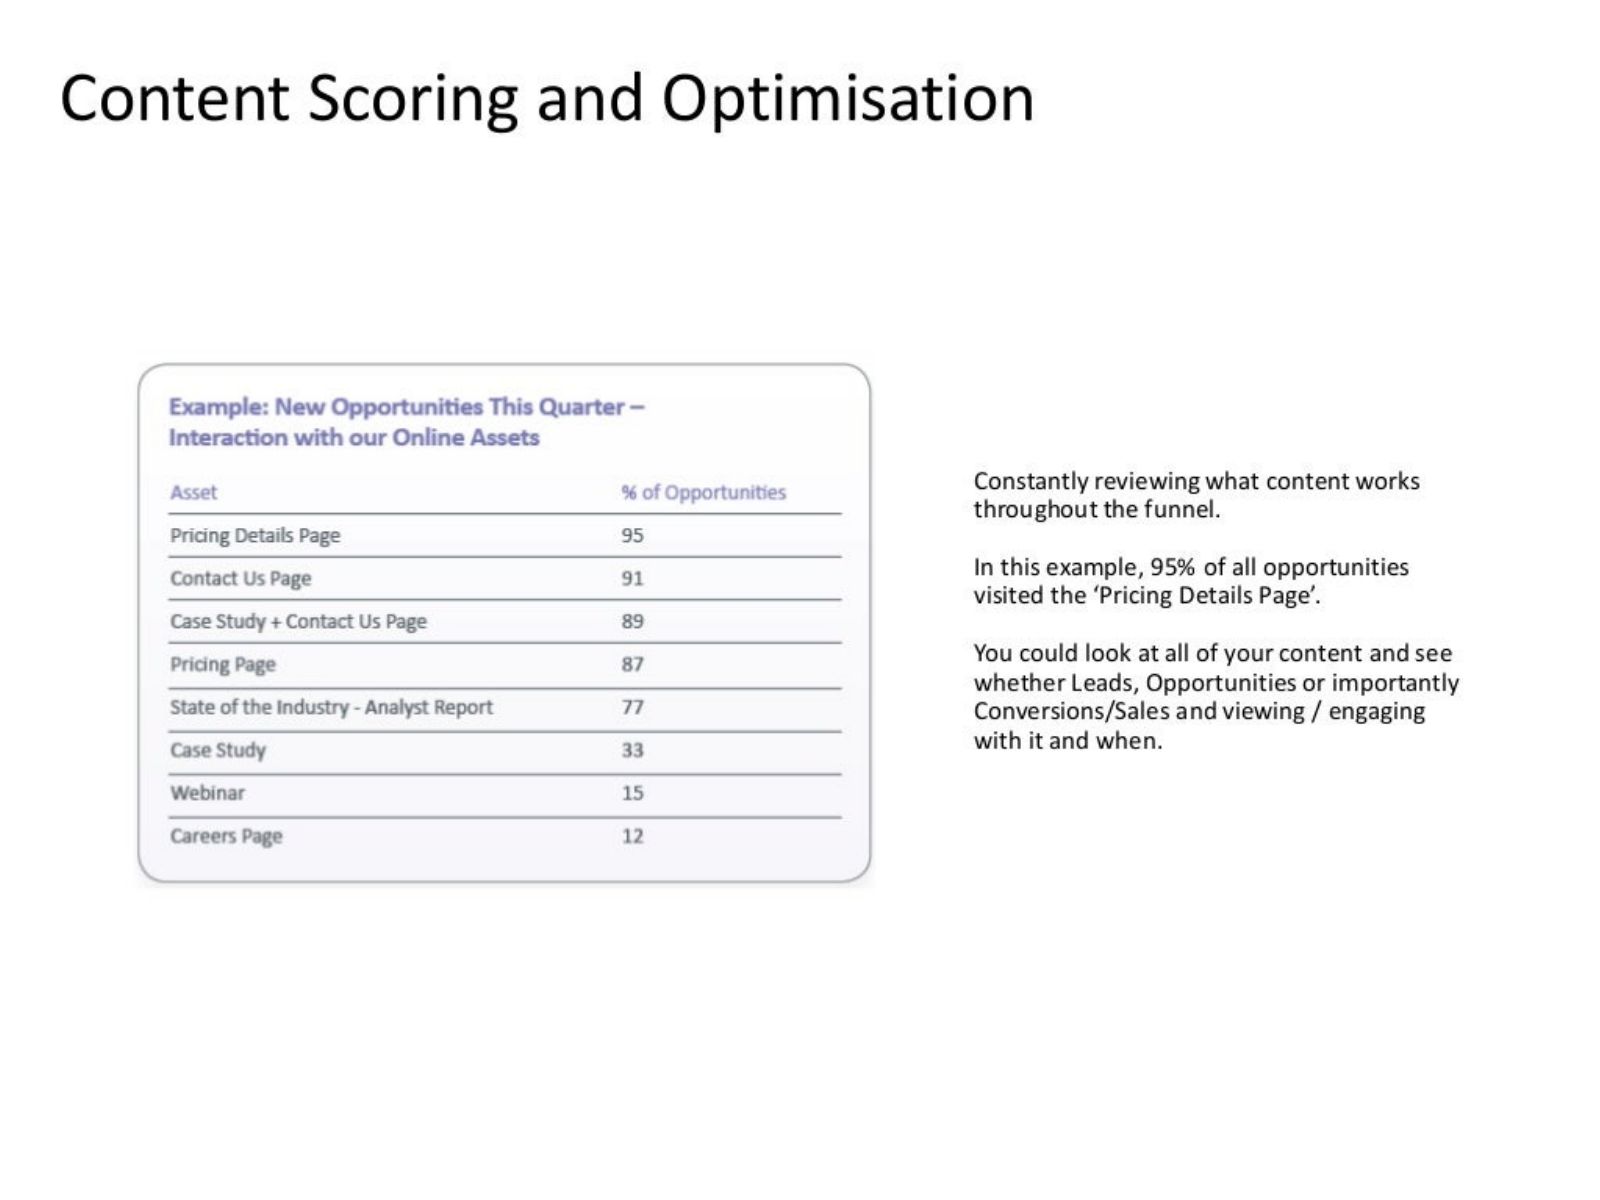 Content Scoring and Optimisation
Example: New Opportunities This Quarter –
Interaction with our Online Assets
Asset % of Opportunities
Pricing Details Page 95
Contact Us Page 91
Case Study + Contact Us Page 89
Pricing Page 87
State of the Industry - Analyst Report 77
Case Study 33
Webinar 15
Careers Page 12
Constantly reviewing what content works
throughout the funnel.
In this example, 95% of all opportunities
visited the ‘Pricing Details Page’.
You could look at all of your content and see
whether Leads, Opportunities or importantly
Conversions/Sales and viewing / engaging
with it and when.